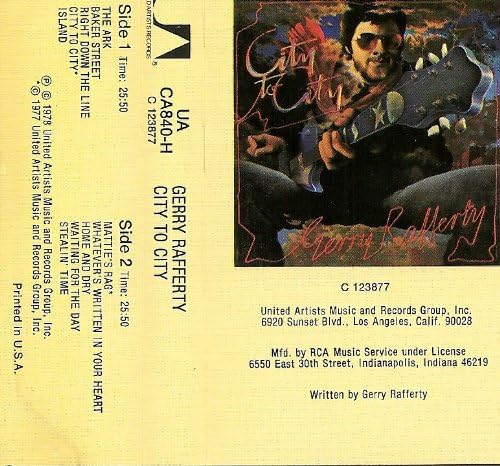 D ARTISTS RECORDS ®
UA
CA840-H
C 123877
GERRY RAFFERTY
CITY TO CITY
Side 1 Time: 25:50
THE ARK
BAKER STREET
RIGHT DOWN THE LINE
CITY TO CITY*
ISLAND
Side 2 Time: 25:50
MATTIE'S RAG*
WHATEVER'S WRITTEN IN YOUR HEART
HOME AND DRY
WAITING FOR THE DAY
STEALIN' TIME
℗ © 1978 United Artists Music and Records Group, Inc.
*© 1977 United Artists Music and Records Group, Inc.
Printed in U.S.A.
City
to City
Gerry Rafferty
C 123877
United Artists Music and Records Group, Inc.
6920 Sunset Blvd., Los Angeles, Calif. 90028
Mfd. by RCA Music Service under License
6550 East 30th Street, Indianapolis, Indiana 46219
Written by Gerry Rafferty